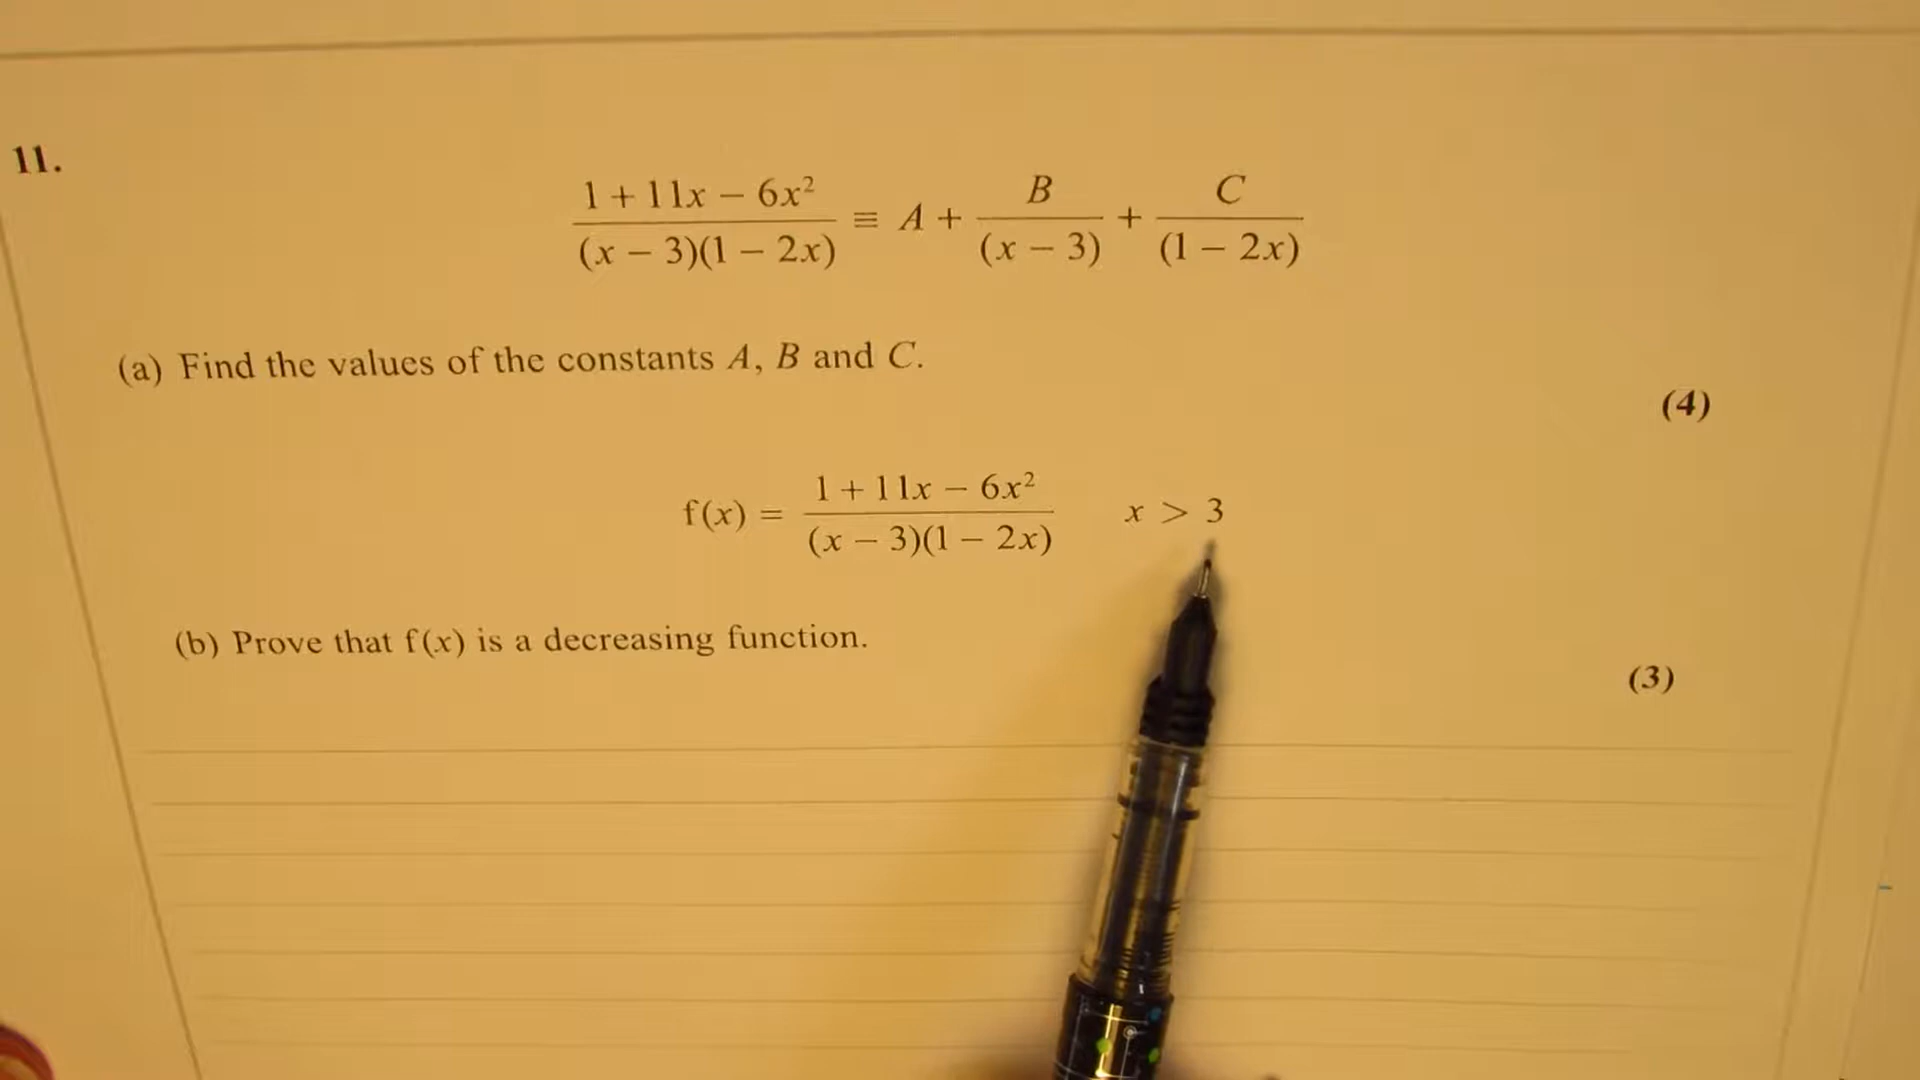 11.
1 + 11x − 6x² / (x − 3)(1 − 2x) ≡ A + B / (x − 3) + C / (1 − 2x)
(a) Find the values of the constants A, B and C.
(4)
f(x) = 1 + 11x − 6x² / (x − 3)(1 − 2x) x > 3
(b) Prove that f(x) is a decreasing function.
(3)